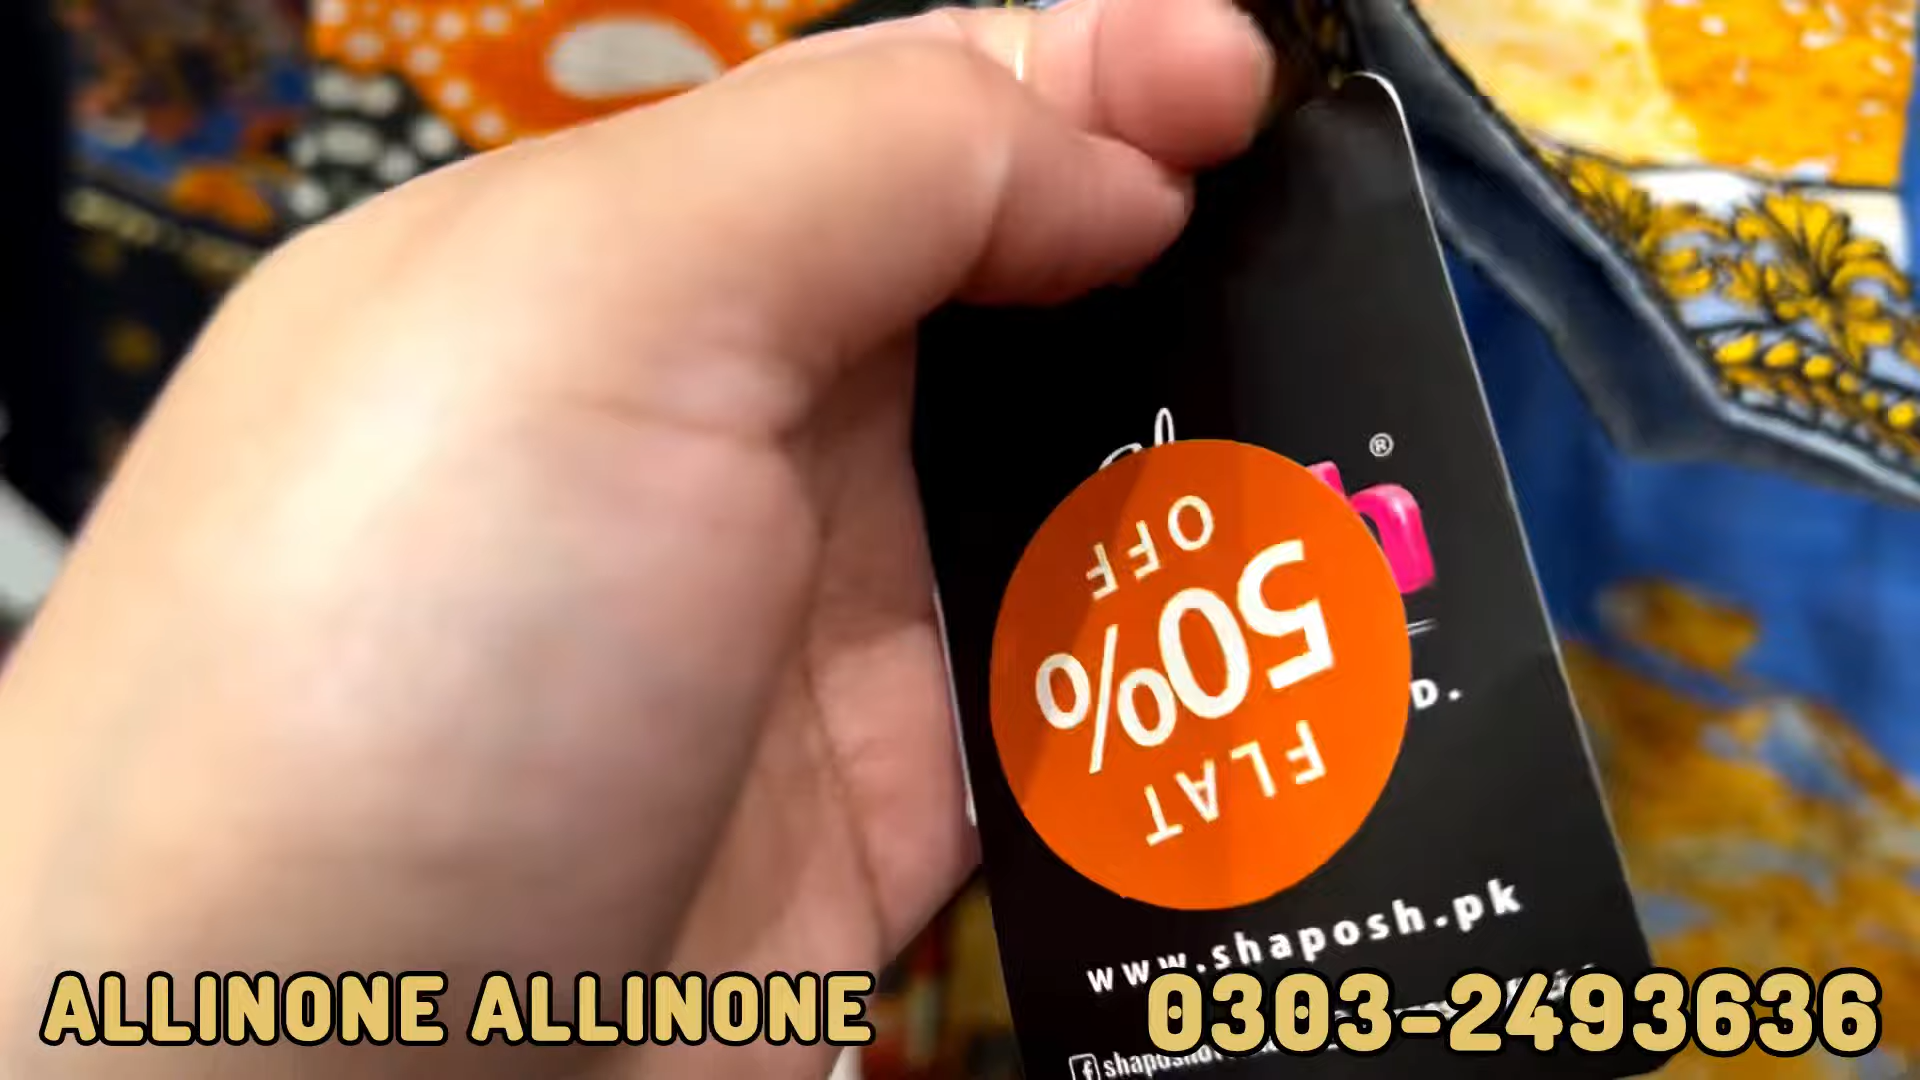 ®
FLAT
50%
OFF
D.
www.shaposh.pk
ALLINONE ALLINONE
0303-2493636